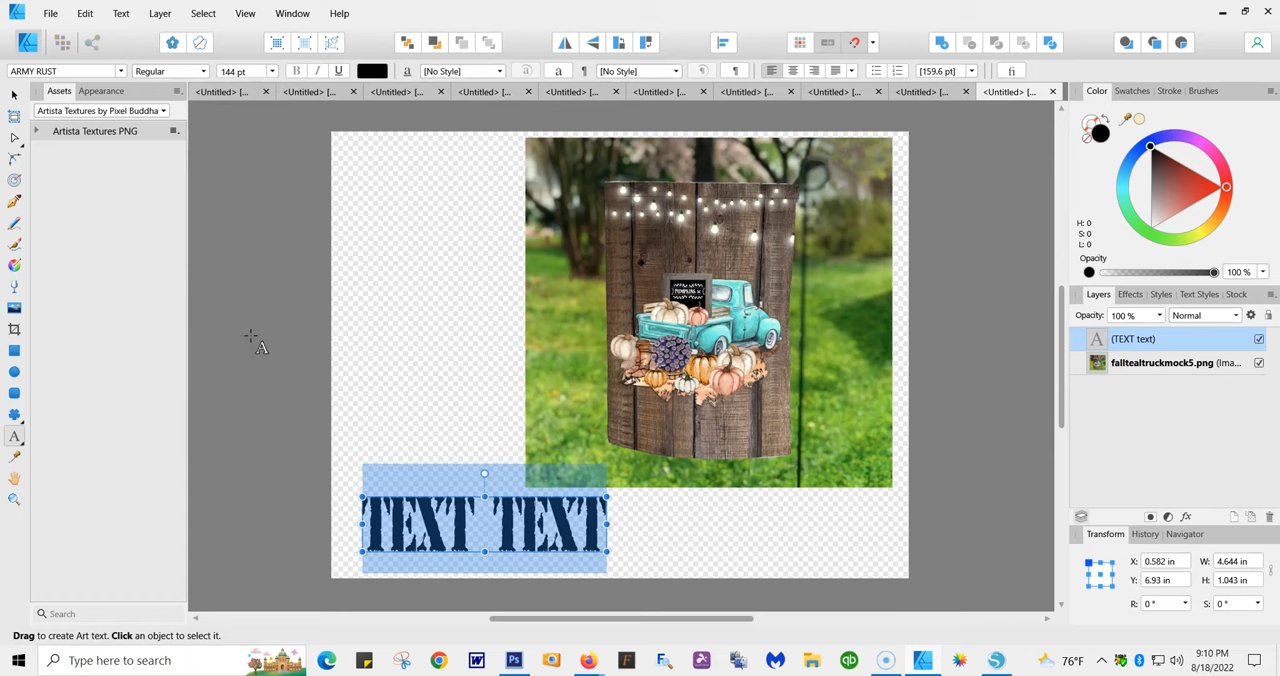 File Edit Text Layer Select View Window Help
ARMY RUST Regular 144 pt B I U a [No Style] a a ¶ [No Style] ¶ ¶ [159.6 pt] fi
Assets Appearance <Untitled> [... <Untitled> [... <Untitled> [... <Untitled> [... <Untitled> [... <Untitled> [... <Untitled> [... <Untitled> [... <Untitled> [... <Untitled> [... Color Swatches Stroke Brushes
Artista Textures by Pixel Buddha
Artista Textures PNG
H: 0
S: 0
L: 0
Opacity
100 %
PUMPKINS
Layers Effects Styles Text Styles Stock
Opacity: 100 % Normal
A (TEXT text)
falltealtruckmock5.png (Ima...
A
TEXT TEXT
fx
Transform History Navigator
X: 0.582 in W: 4.644 in
Y: 6.93 in H: 1.043 in
R: 0 ° S: 0 °
Search
Drag to create Art text. Click an object to select it.
Type here to search
76°F
9:10 PM
8/18/2022